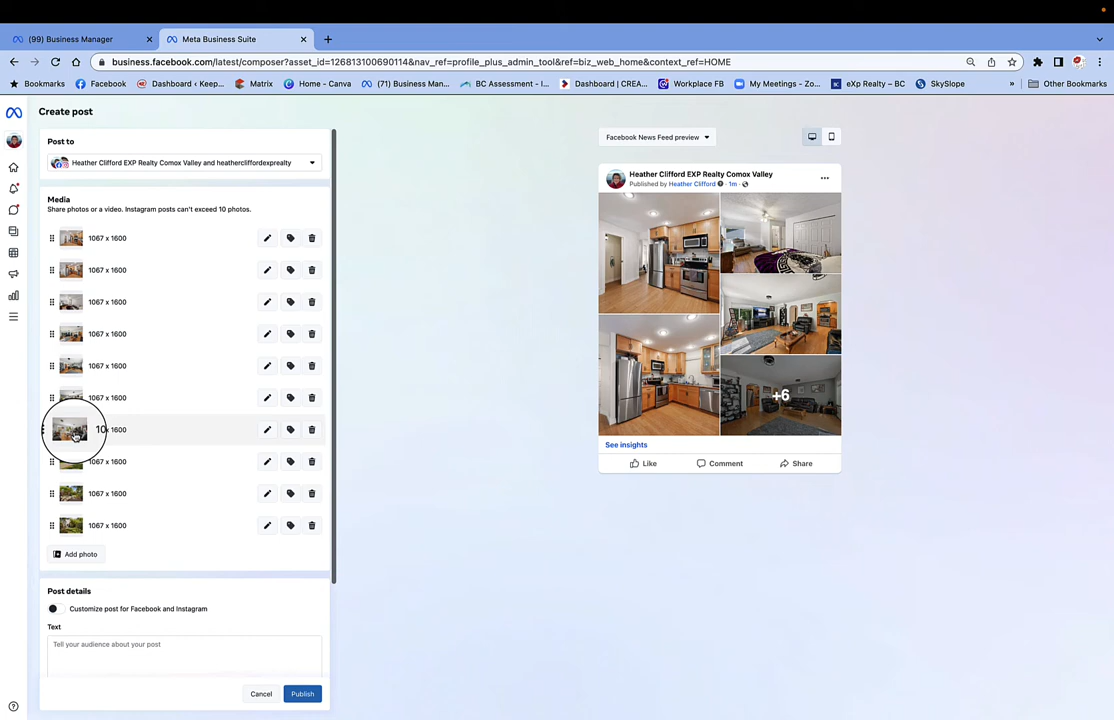 (99) Business Manager
Meta Business Suite
business.facebook.com/latest/composer?asset_id=126813100690114&nav_ref=profile_plus_admin_tool&ref=biz_web_home&context_ref=HOME
Bookmarks
Facebook
Dashboard ‹ Keep...
Matrix
Home - Canva
(71) Business Man...
BC Assessment - I...
Dashboard | CREA...
Workplace FB
My Meetings - Zo...
eXp Realty – BC
SkySlope
»
Other Bookmarks
Create post
Post to
Heather Clifford EXP Realty Comox Valley and heathercliffordexprealty
Media
Share photos or a video. Instagram posts can't exceed 10 photos.
1067 x 1600
1067 x 1600
1067 x 1600
1067 x 1600
1067 x 1600
1067 x 1600
10 x 1600
1067 x 1600
1067 x 1600
1067 x 1600
Add photo
Post details
Customize post for Facebook and Instagram
Text
Tell your audience about your post
Cancel
Publish
Facebook News Feed preview
Heather Clifford EXP Realty Comox Valley
Published by Heather Clifford · 1m ·
+6
See insights
Like
Comment
Share